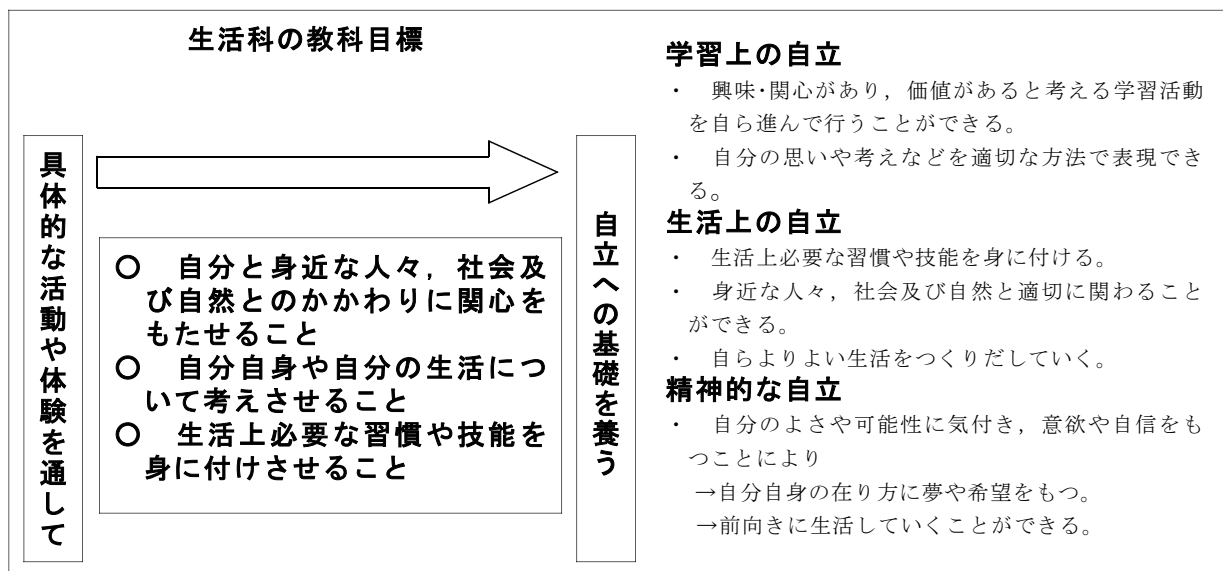 生活科の教科目標
具体的な活動や体験を通して
○　自分と身近な人々，社会及
び自然とのかかわりに関心を
もたせること
○　自分自身や自分の生活につ
いて考えさせること
○　生活上必要な習慣や技能を
身に付けさせること
自立への基礎を養う
学習上の自立
・　興味･関心があり，価値があると考える学習活動
を自ら進んで行うことができる。
・　自分の思いや考えなどを適切な方法で表現でき
る。
生活上の自立
・　生活上必要な習慣や技能を身に付ける。
・　身近な人々，社会及び自然と適切に関わること
ができる。
・　自らよりよい生活をつくりだしていく。
精神的な自立
・　自分のよさや可能性に気付き，意欲や自信をも
つことにより
→自分自身の在り方に夢や希望をもつ。
→前向きに生活していくことができる。